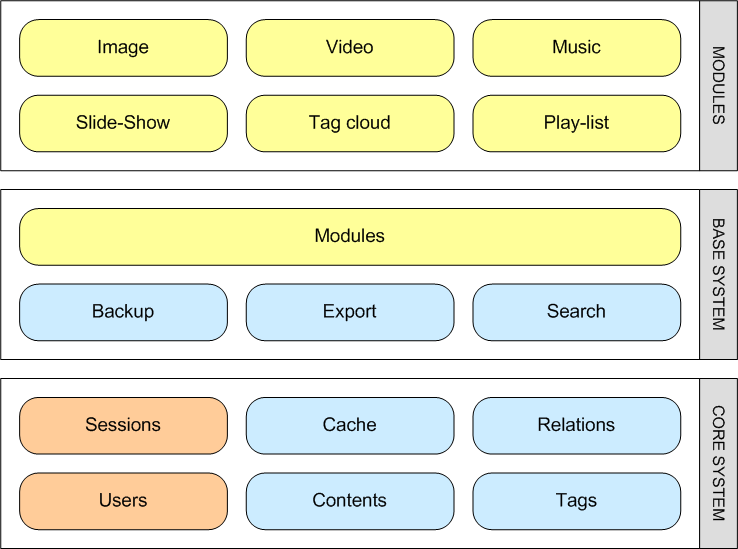 Image
Video
Music
Slide-Show
Tag cloud
Play-list
MODULES
Modules
Backup
Export
Search
BASE SYSTEM
Sessions
Cache
Relations
Users
Contents
Tags
CORE SYSTEM